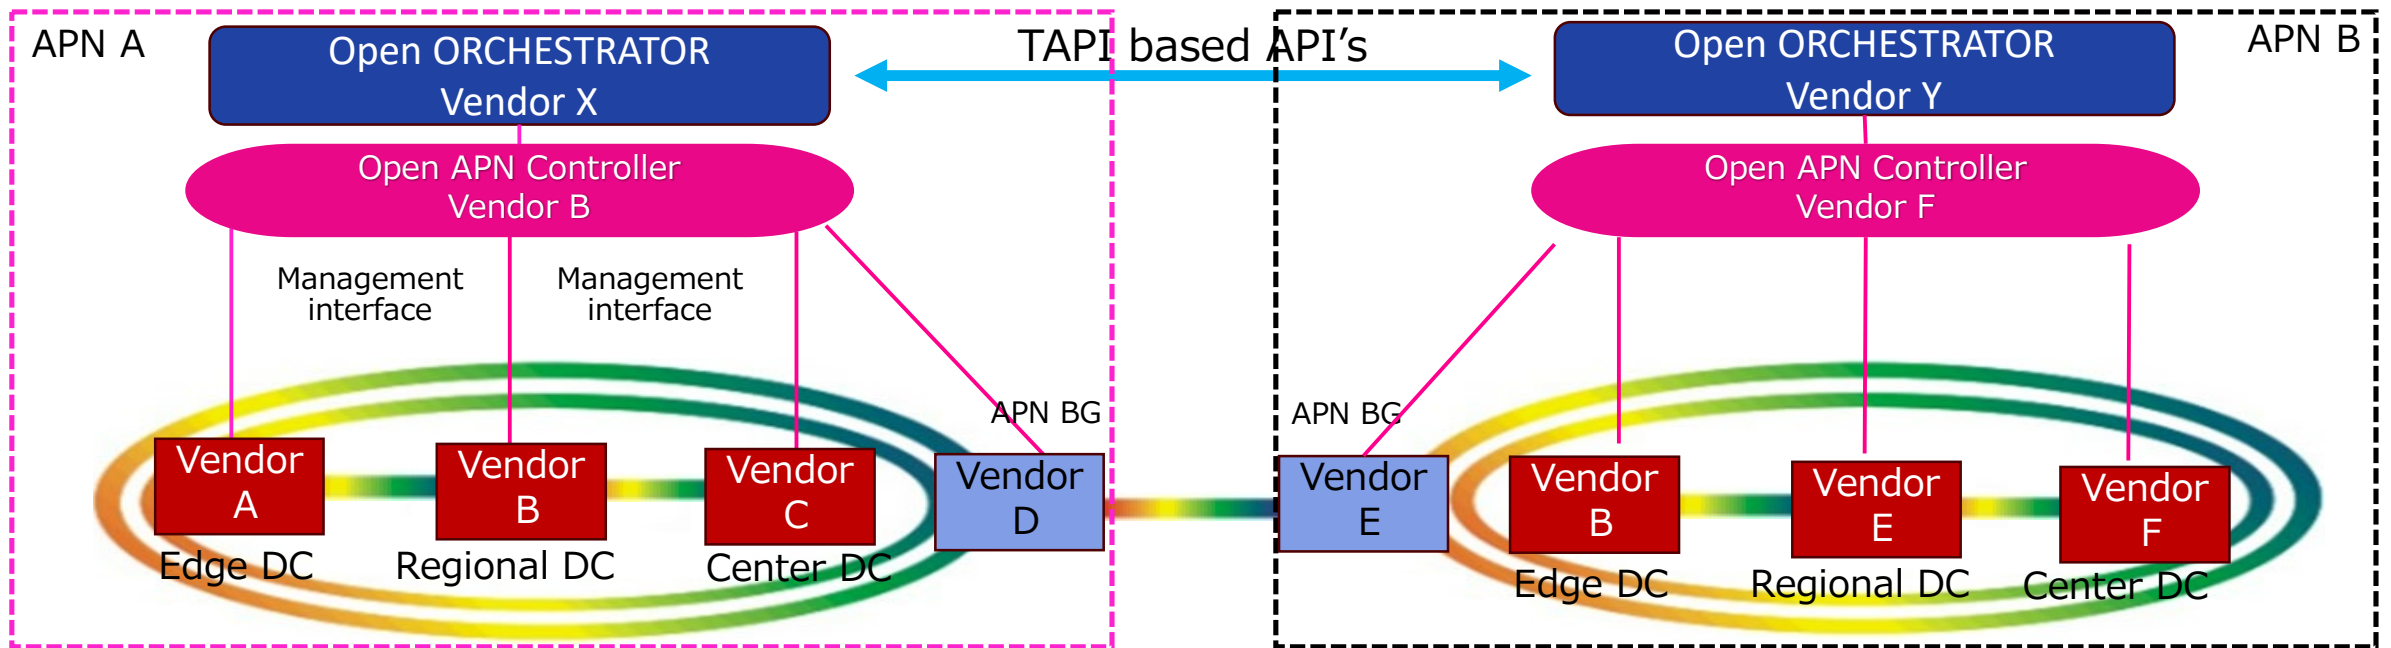 APN A
Open ORCHESTRATOR
Vendor X
TAPI based API’s
Open ORCHESTRATOR
Vendor Y
APN B
Open APN Controller
Vendor B
Open APN Controller
Vendor F
Management
interface
Management
interface
APN BG
APN BG
Vendor
A
Vendor
B
Vendor
C
Vendor
D
Vendor
E
Vendor
B
Vendor
E
Vendor
F
Edge DC
Regional DC
Center DC
Edge DC
Regional DC
Center DC